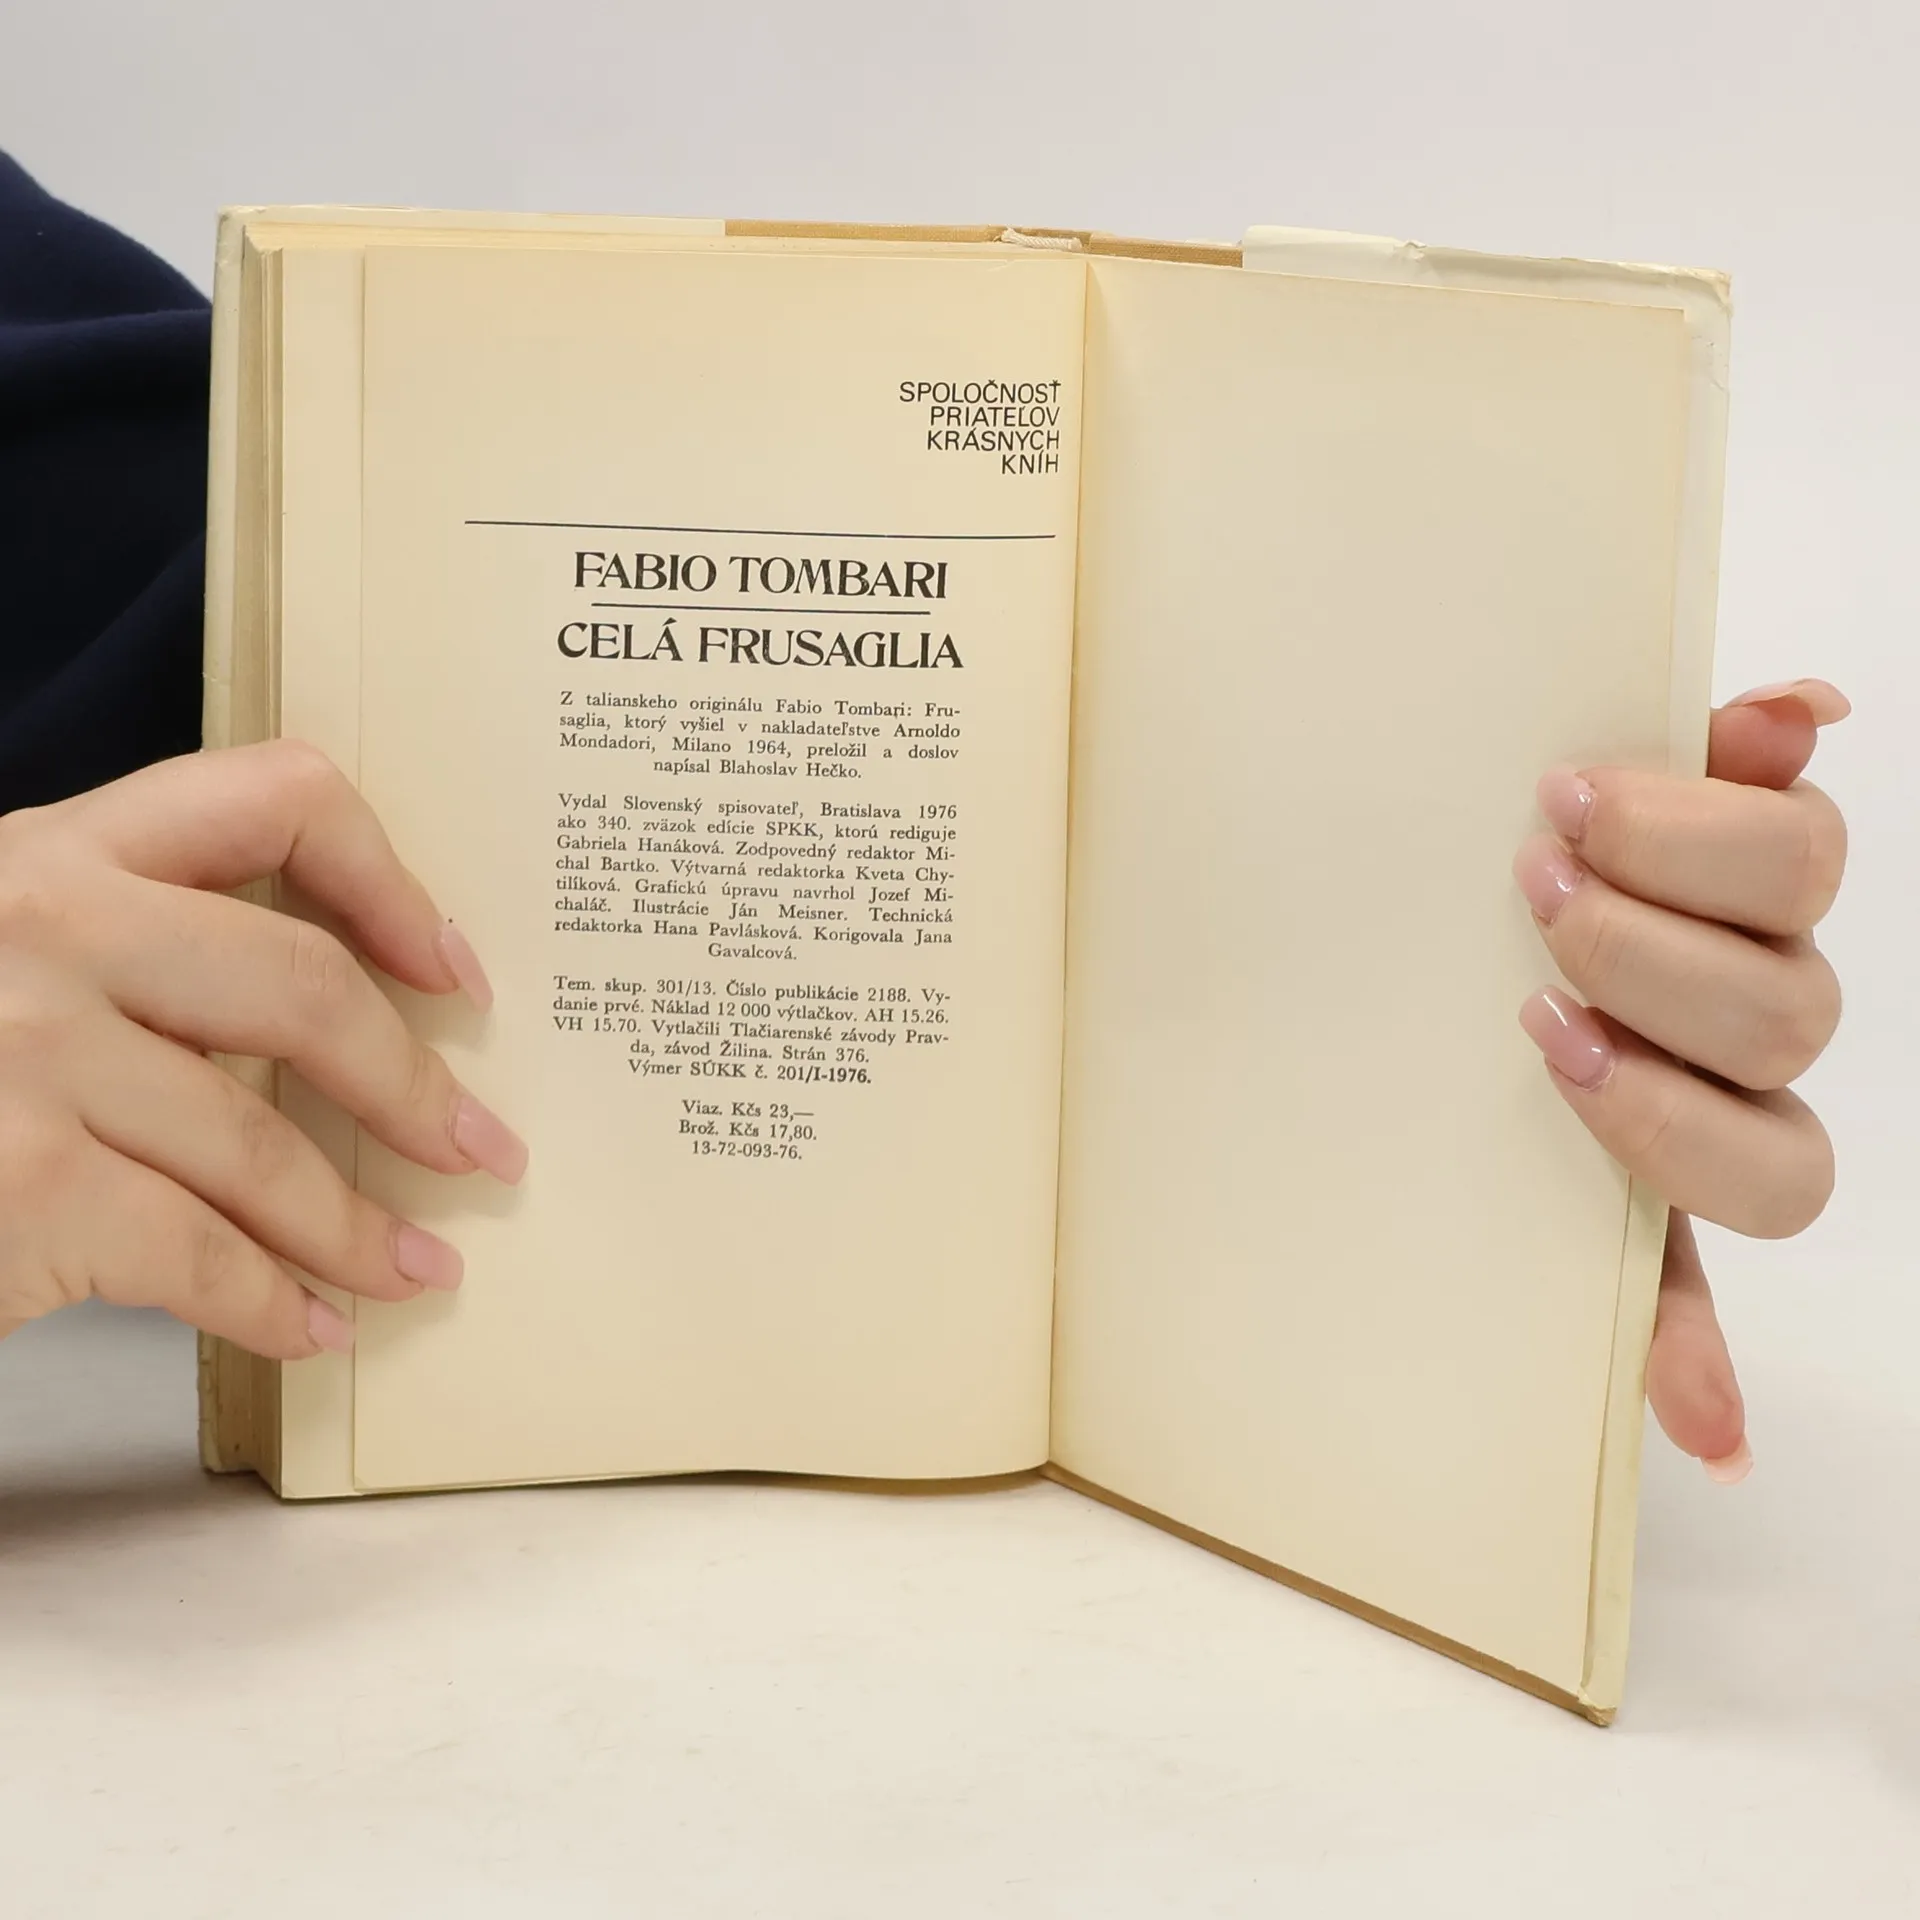 SPOLOČNOSŤ
PRIATEĽOV
KRÁSNYCH
KNÍH
FABIO TOMBARI
CELÁ FRUSAGLIA
Z talianskeho originálu Fabio Tombari: Fru-
saglia, ktorý vyšiel v nakladateľstve Arnoldo
Mondadori, Milano 1964, preložil a doslov
napísal Blahoslav Hečko.
Vydal Slovenský spisovateľ, Bratislava 1976
ako 340. zväzok edície SPKK, ktorú rediguje
Gabriela Hanáková. Zodpovedný redaktor Mi-
chal Bartko. Výtvarná redaktorka Kveta Chy-
tilíková. Grafickú úpravu navrhol Jozef Mi-
chaláč. Ilustrácie Ján Meisner. Technická
redaktorka Hana Pavlásková. Korigovala Jana
Gavalcová.
Tem. skup. 301/13. Číslo publikácie 2188. Vy-
danie prvé. Náklad 12 000 výtlačkov. AH 15.26.
VH 15.70. Vytlačili Tlačiarenské závody Prav-
da, závod Žilina. Strán 376.
Výmer SÚKK č. 201/I-1976.
Viaz. Kčs 23,—
Brož. Kčs 17,80.
13-72-093-76.